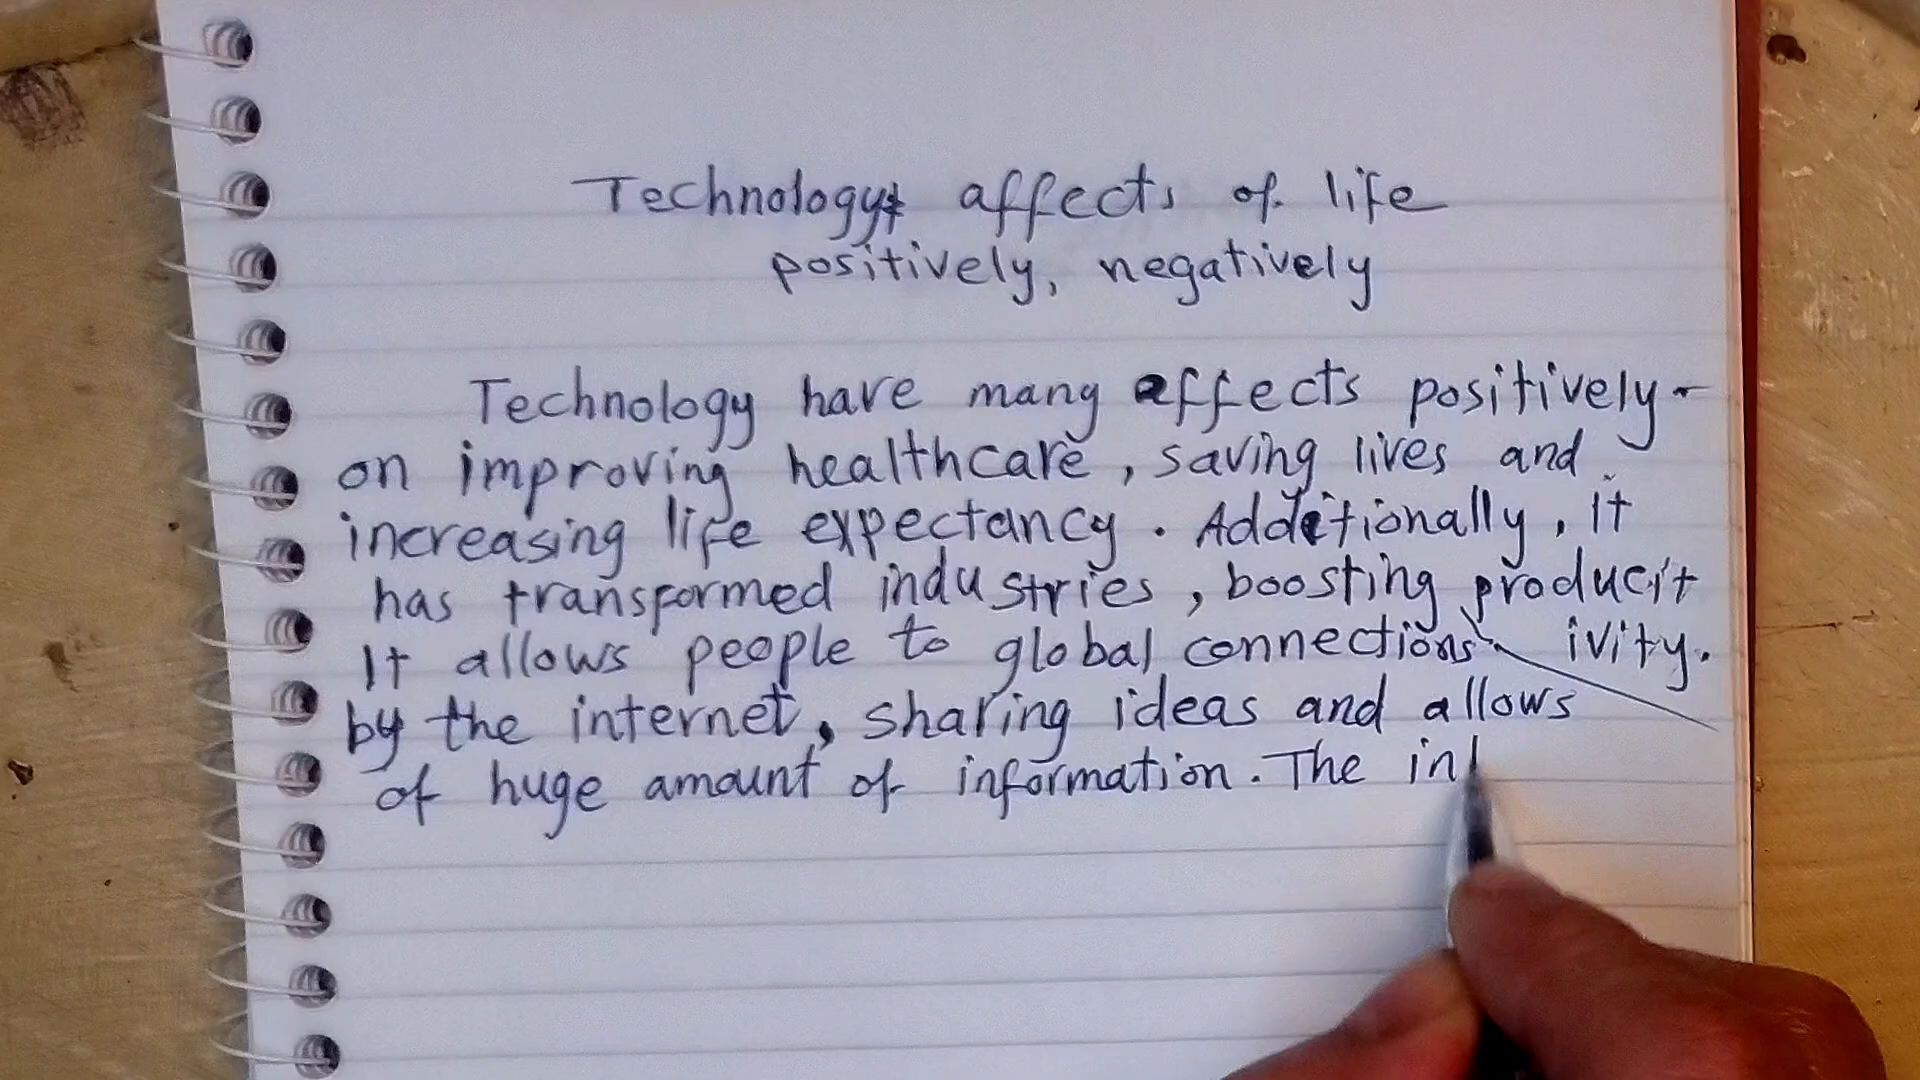 Technology affects of life
positively, negatively
Technology have many affects positively
on improving healthcare, saving lives and
increasing life expectancy. Additionally, it
has transformed industries, boosting producit
ivity.
It allows people to global connections
by the internet, sharing ideas and allows
of huge amount of information. The in